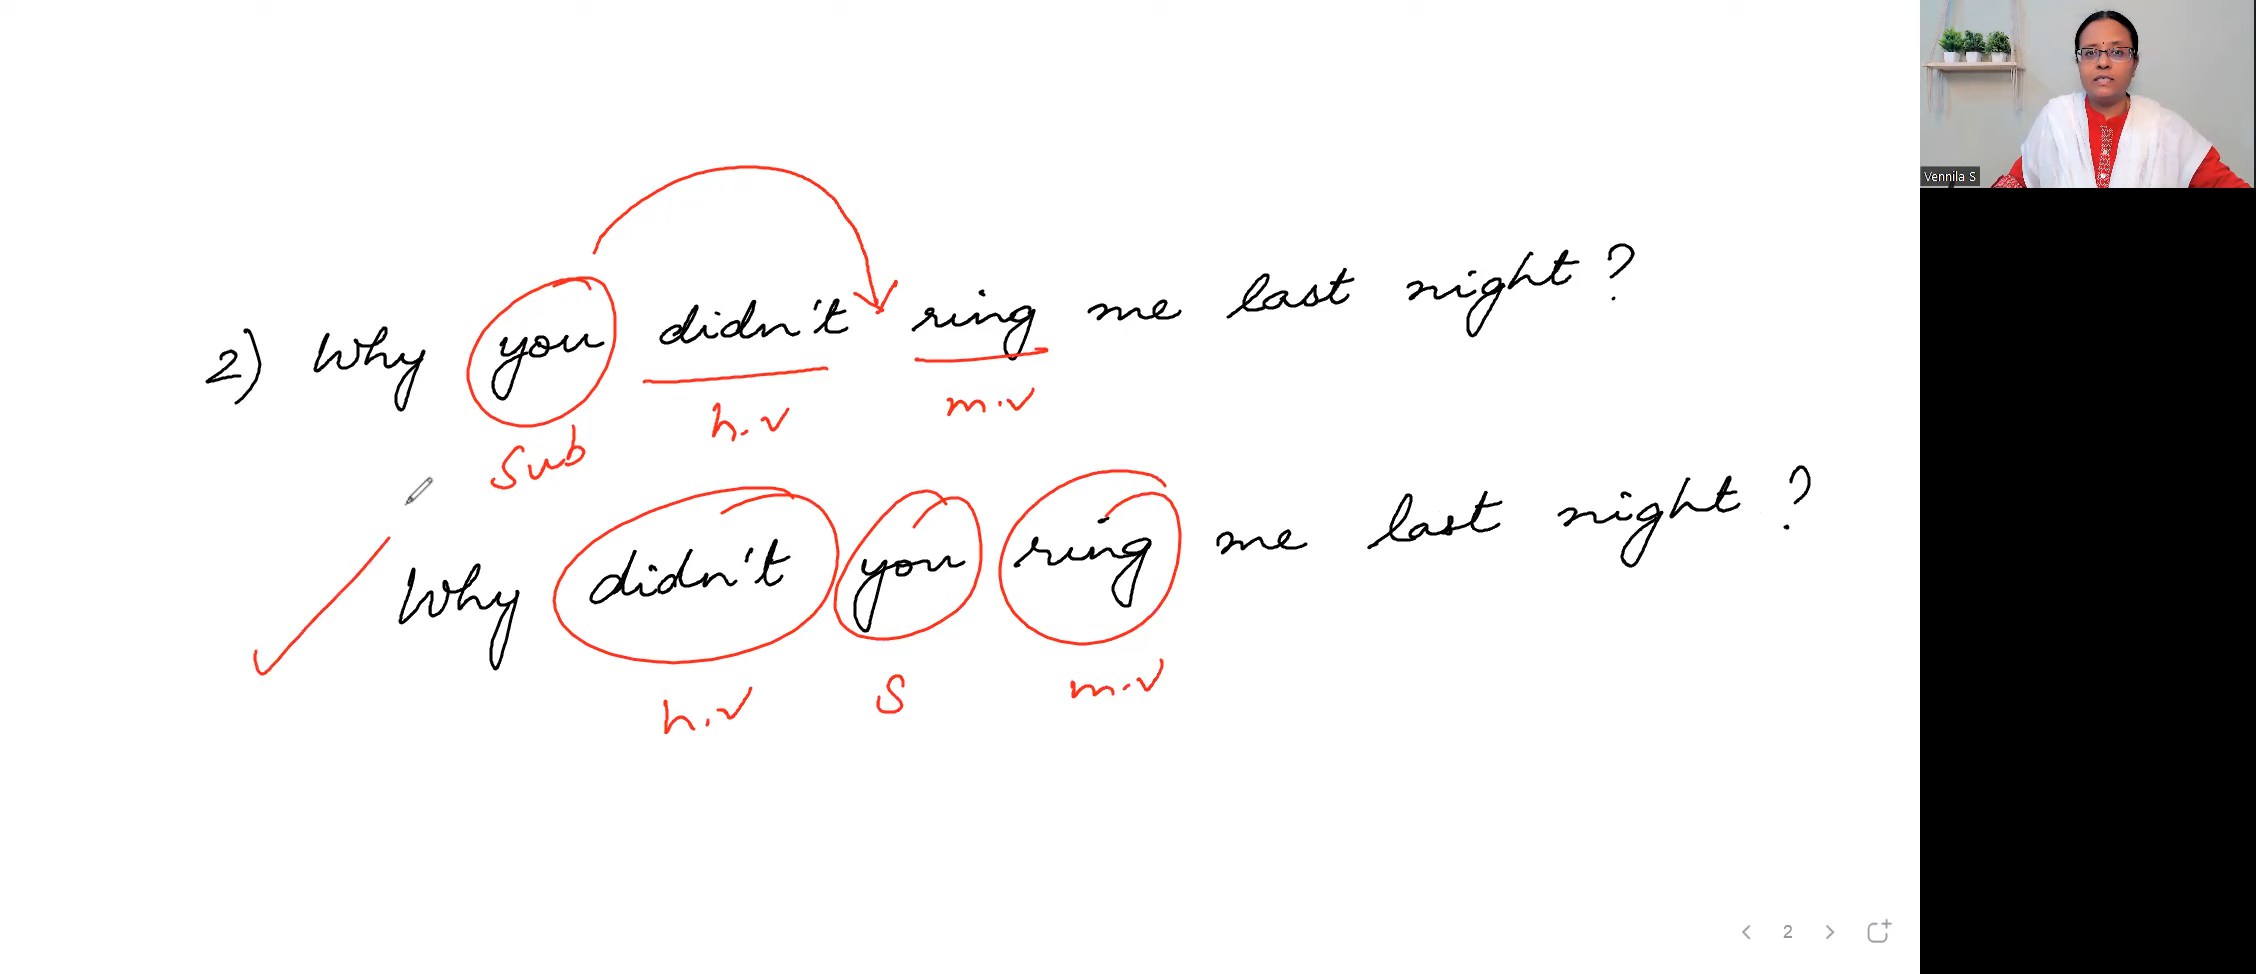 2) Why you didn't ring me last night?
sub h.v m.v
Why didn't you ring me last night?
h.v S m.v
Vennila S
2